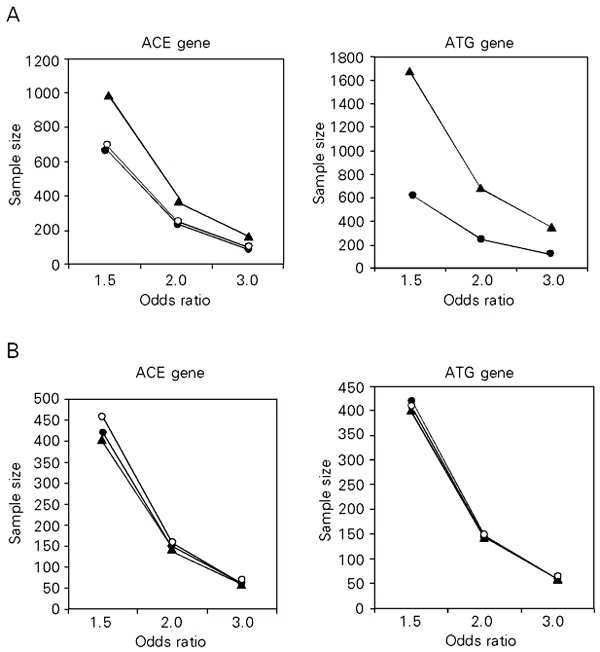 A
ACE gene
1200
1000
800
600
400
200
0
Sample size
1.5 2.0 3.0
Odds ratio
ATG gene
1800
1600
1400
1200
1000
800
600
400
200
0
Sample size
1.5 2.0 3.0
Odds ratio
B
ACE gene
500
450
400
350
300
250
200
150
100
50
0
Sample size
1.5 2.0 3.0
Odds ratio
ATG gene
450
400
350
300
250
200
150
100
50
0
Sample size
1.5 2.0 3.0
Odds ratio